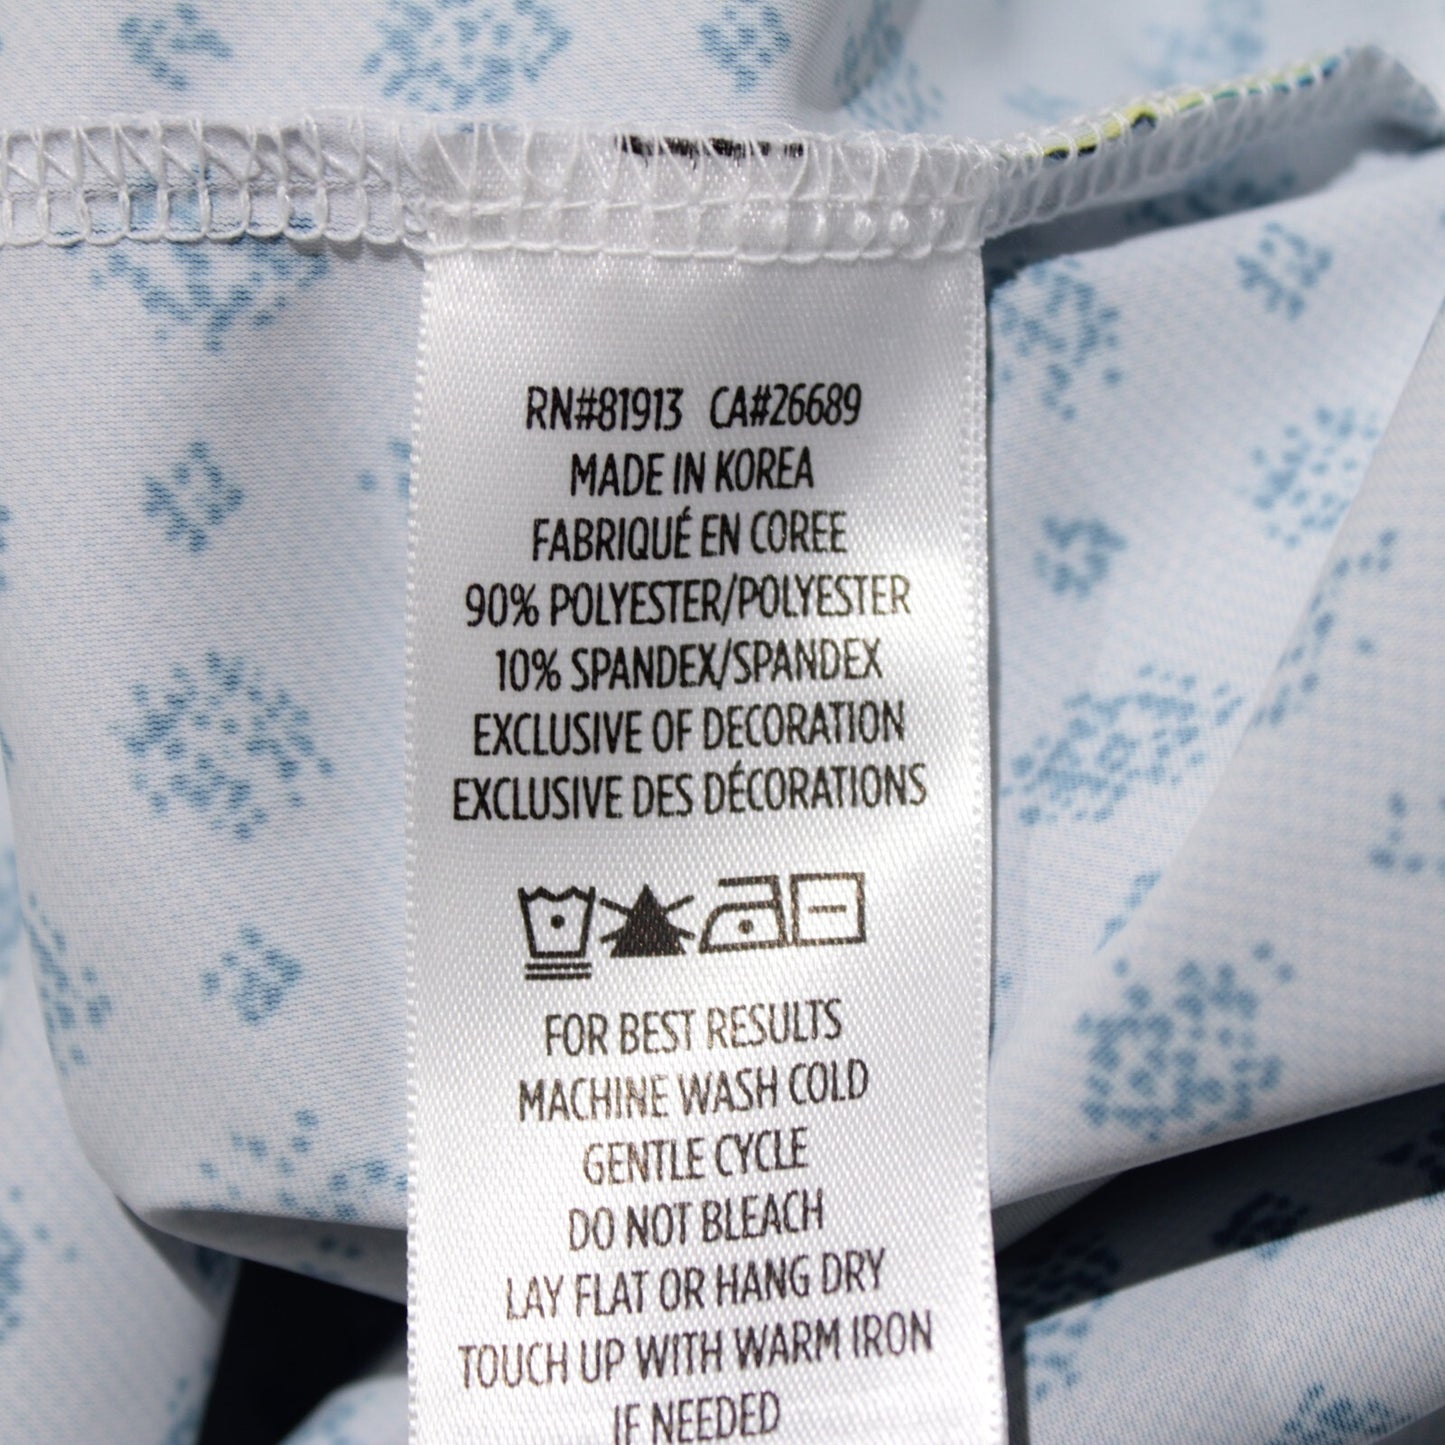 RN#81913 CA#26689
MADE IN KOREA
FABRIQUÉ EN COREE
90% POLYESTER/POLYESTER
10% SPANDEX/SPANDEX
EXCLUSIVE OF DECORATION
EXCLUSIVE DES DÉCORATIONS
FOR BEST RESULTS
MACHINE WASH COLD
GENTLE CYCLE
DO NOT BLEACH
LAY FLAT OR HANG DRY
TOUCH UP WITH WARM IRON
IF NEEDED